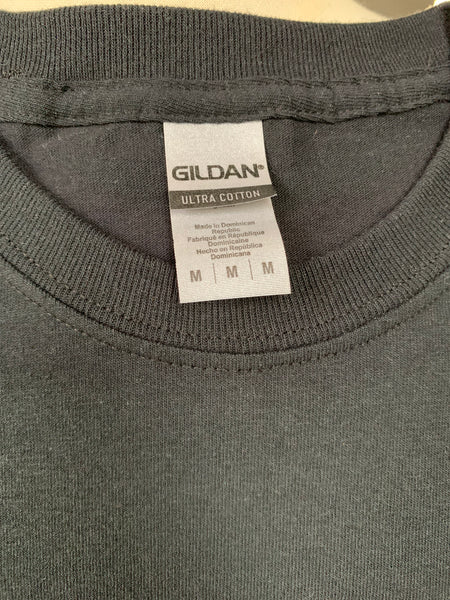 GILDAN®
ULTRA COTTON
Made in Dominican
Republic
Fabriqué en République
Dominicaine
Hecho en República
Dominicana
M | M | M